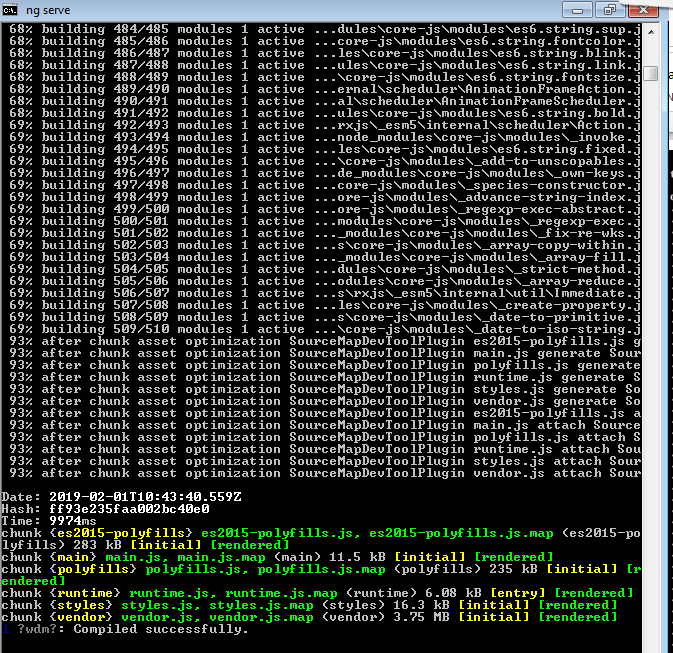 ng serve
68% building 484/485 modules 1 active ...dules\core-js\modules\es6.string.sup.j
68% building 485/486 modules 1 active ...core-js\modules\es6.string.fontcolor.j
68% building 486/487 modules 1 active ...les\core-js\modules\es6.string.blink.j
68% building 487/488 modules 1 active ...ules\core-js\modules\es6.string.link.j
68% building 488/489 modules 1 active ...\core-js\modules\es6.string.fontsize.j
68% building 489/490 modules 1 active ...ernal\scheduler\AnimationFrameAction.j
68% building 490/491 modules 1 active ...al\scheduler\AnimationFrameScheduler.j
68% building 491/492 modules 1 active ...ules\core-js\modules\es6.string.bold.j
69% building 492/493 modules 1 active ...rxjs\_esm5\internal\scheduler\Action.j
69% building 493/494 modules 1 active ...node_modules\core-js\modules\_invoke.j
69% building 494/495 modules 1 active ...les\core-js\modules\es6.string.fixed.j
69% building 495/496 modules 1 active ...\core-js\modules\_add-to-unscopables.j
69% building 496/497 modules 1 active ...de_modules\core-js\modules\_own-keys.j
69% building 497/498 modules 1 active ...core-js\modules\_species-constructor.j
69% building 498/499 modules 1 active ...ore-js\modules\_advance-string-index.j
69% building 499/500 modules 1 active ...ore-js\modules\_regexp-exec-abstract.j
69% building 500/501 modules 1 active ...modules\core-js\modules\_regexp-exec.j
69% building 501/502 modules 1 active ..._modules\core-js\modules\_fix-re-wks.j
69% building 502/503 modules 1 active ...s\core-js\modules\_array-copy-within.j
69% building 503/504 modules 1 active ..._modules\core-js\modules\_array-fill.j
69% building 504/505 modules 1 active ...dules\core-js\modules\_strict-method.j
69% building 505/506 modules 1 active ...odules\core-js\modules\_array-reduce.j
69% building 506/507 modules 1 active ...s\rxjs\_esm5\internal\util\Immediate.j
69% building 507/508 modules 1 active ...les\core-js\modules\_create-property.j
69% building 508/509 modules 1 active ...s\core-js\modules\_date-to-primitive.j
69% building 509/510 modules 1 active ...\core-js\modules\_date-to-iso-string.j
93% after chunk asset optimization SourceMapDevToolPlugin es2015-polyfills.js g
93% after chunk asset optimization SourceMapDevToolPlugin main.js generate Sour
93% after chunk asset optimization SourceMapDevToolPlugin polyfills.js generate
93% after chunk asset optimization SourceMapDevToolPlugin runtime.js generate S
93% after chunk asset optimization SourceMapDevToolPlugin styles.js generate So
93% after chunk asset optimization SourceMapDevToolPlugin vendor.js generate So
93% after chunk asset optimization SourceMapDevToolPlugin es2015-polyfills.js a
93% after chunk asset optimization SourceMapDevToolPlugin main.js attach Source
93% after chunk asset optimization SourceMapDevToolPlugin polyfills.js attach S
93% after chunk asset optimization SourceMapDevToolPlugin runtime.js attach Sou
93% after chunk asset optimization SourceMapDevToolPlugin styles.js attach Sour
93% after chunk asset optimization SourceMapDevToolPlugin vendor.js attach Sour
Date: 2019-02-01T10:43:40.559Z
Hash: ff93e235faa002bc40e0
Time: 9974ms
chunk {es2015-polyfills} es2015-polyfills.js, es2015-polyfills.js.map (es2015-po
lyfills) 283 kB [initial] [rendered]
chunk {main} main.js, main.js.map (main) 11.5 kB [initial] [rendered]
chunk {polyfills} polyfills.js, polyfills.js.map (polyfills) 235 kB [initial] [r
endered]
chunk {runtime} runtime.js, runtime.js.map (runtime) 6.08 kB [entry] [rendered]
chunk {styles} styles.js, styles.js.map (styles) 16.3 kB [initial] [rendered]
chunk {vendor} vendor.js, vendor.js.map (vendor) 3.75 MB [initial] [rendered]
i ?wdm?: Compiled successfully.